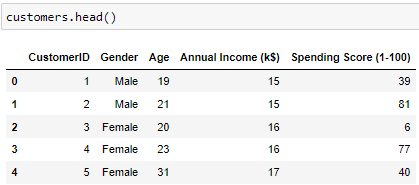 customers.head()
CustomerID Gender Age Annual Income (k$) Spending Score (1-100)
0 1 Male 19 15 39
1 2 Male 21 15 81
2 3 Female 20 16 6
3 4 Female 23 16 77
4 5 Female 31 17 40